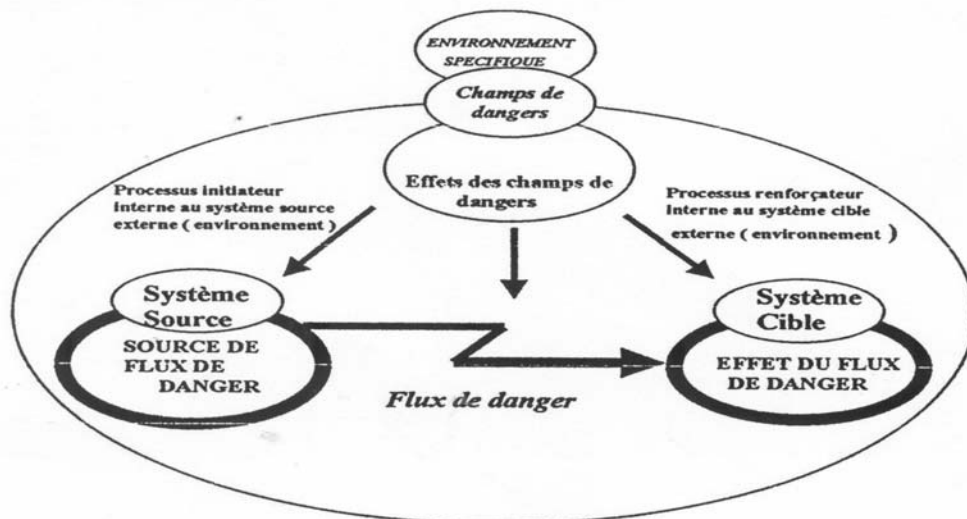 ENVIRONNEMENT
SPECIFIQUE
Champs de
dangers
Effets des champs de
dangers
Processus initiateur
interne au système source
externe ( environnement )
Processus renforçateur
interne au système cible
externe ( environnement )
Système
Source
SOURCE DE
FLUX DE
DANGER
Flux de danger
Système
Cible
EFFET DU FLUX
DE DANGER